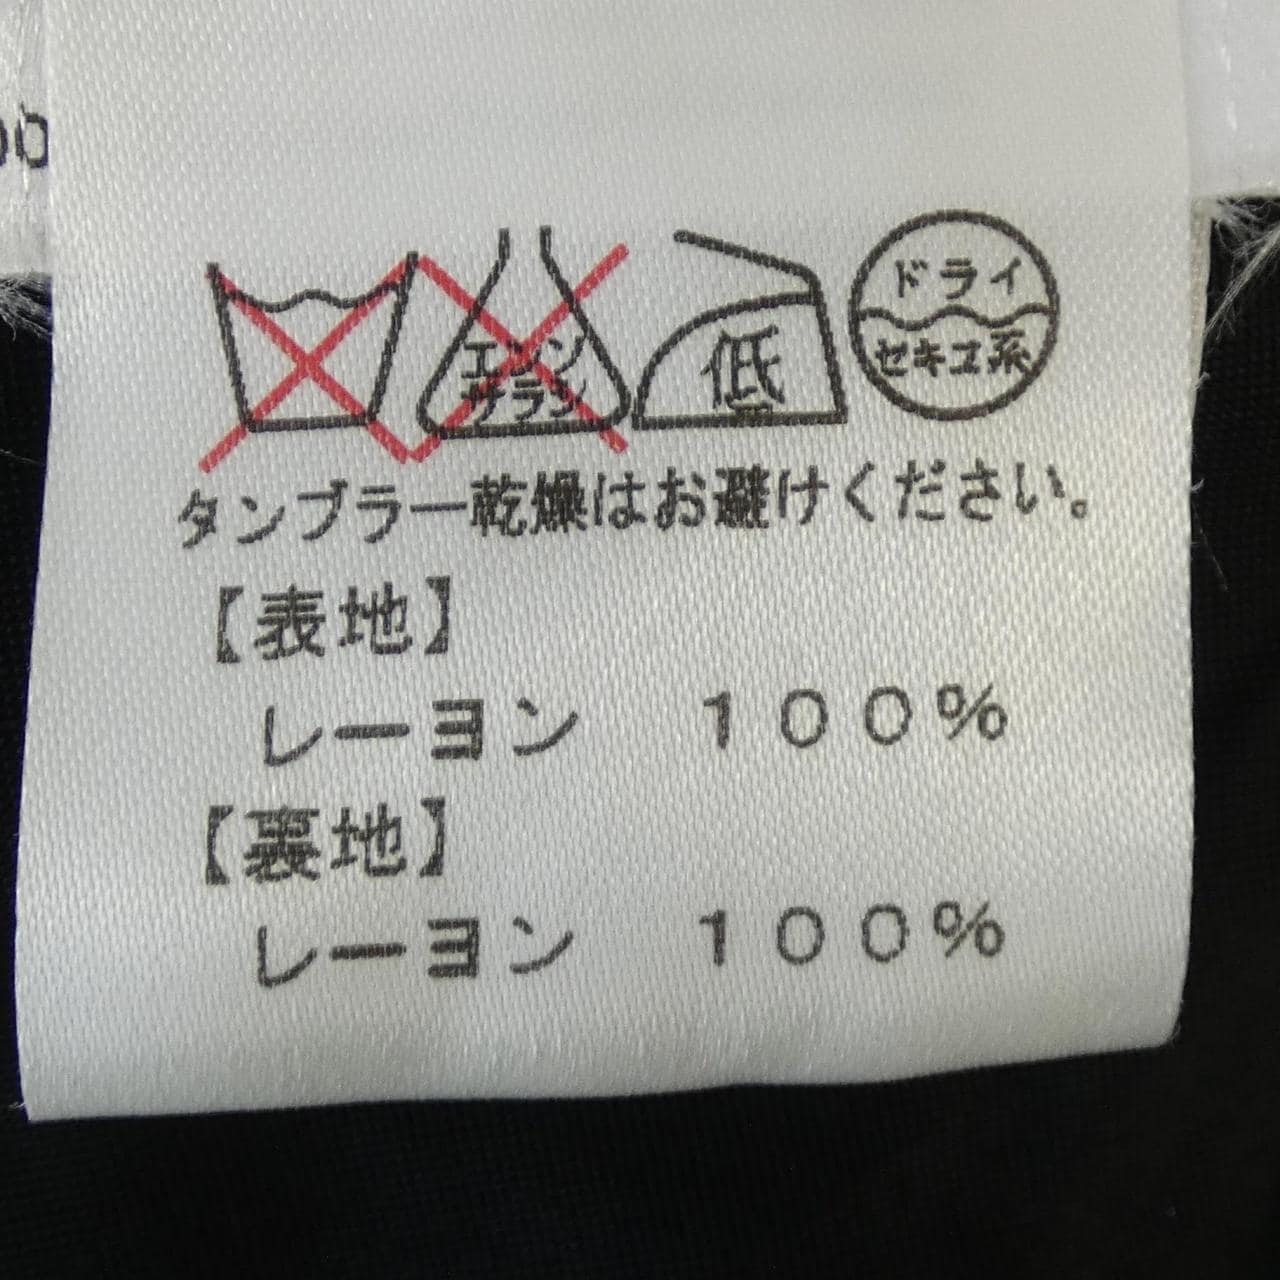 エンソ
サラン
低
ドライ
セキユ系
タンブラー乾燥はお避けください。
【表地】
レーヨン　１００％
【裏地】
レーヨン　１００％